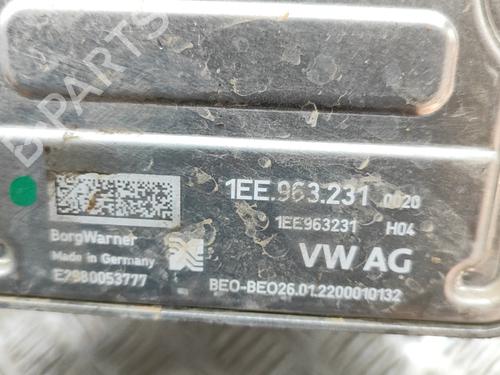 B-PARTS
1EE.963.231 0020
1EE963231 H04
BorgWarner
Made in Germany
VW AG
E2980053777
BEO-BEO26.01.2200010132